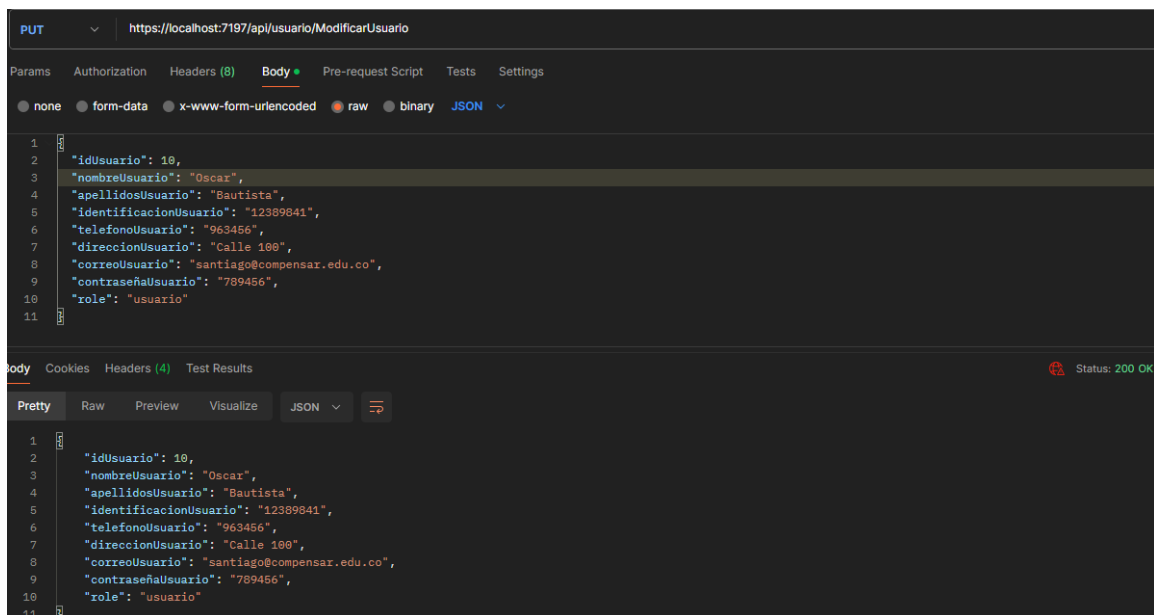 PUT https://localhost:7197/api/usuario/ModificarUsuario
Params Authorization Headers (8) Body Pre-request Script Tests Settings
none form-data x-www-form-urlencoded raw binary JSON
1 {
2 "idUsuario": 10,
3 "nombreUsuario": "Oscar",
4 "apellidosUsuario": "Bautista",
5 "identificacionUsuario": "12389841",
6 "telefonoUsuario": "963456",
7 "direccionUsuario": "Calle 100",
8 "correoUsuario": "santiago@compensar.edu.co",
9 "contraseñaUsuario": "789456",
10 "role": "usuario"
11 }
Body Cookies Headers (4) Test Results Status: 200 OK
Pretty Raw Preview Visualize JSON
1 {
2 "idUsuario": 10,
3 "nombreUsuario": "Oscar",
4 "apellidosUsuario": "Bautista",
5 "identificacionUsuario": "12389841",
6 "telefonoUsuario": "963456",
7 "direccionUsuario": "Calle 100",
8 "correoUsuario": "santiago@compensar.edu.co",
9 "contraseñaUsuario": "789456",
10 "role": "usuario"
11 }